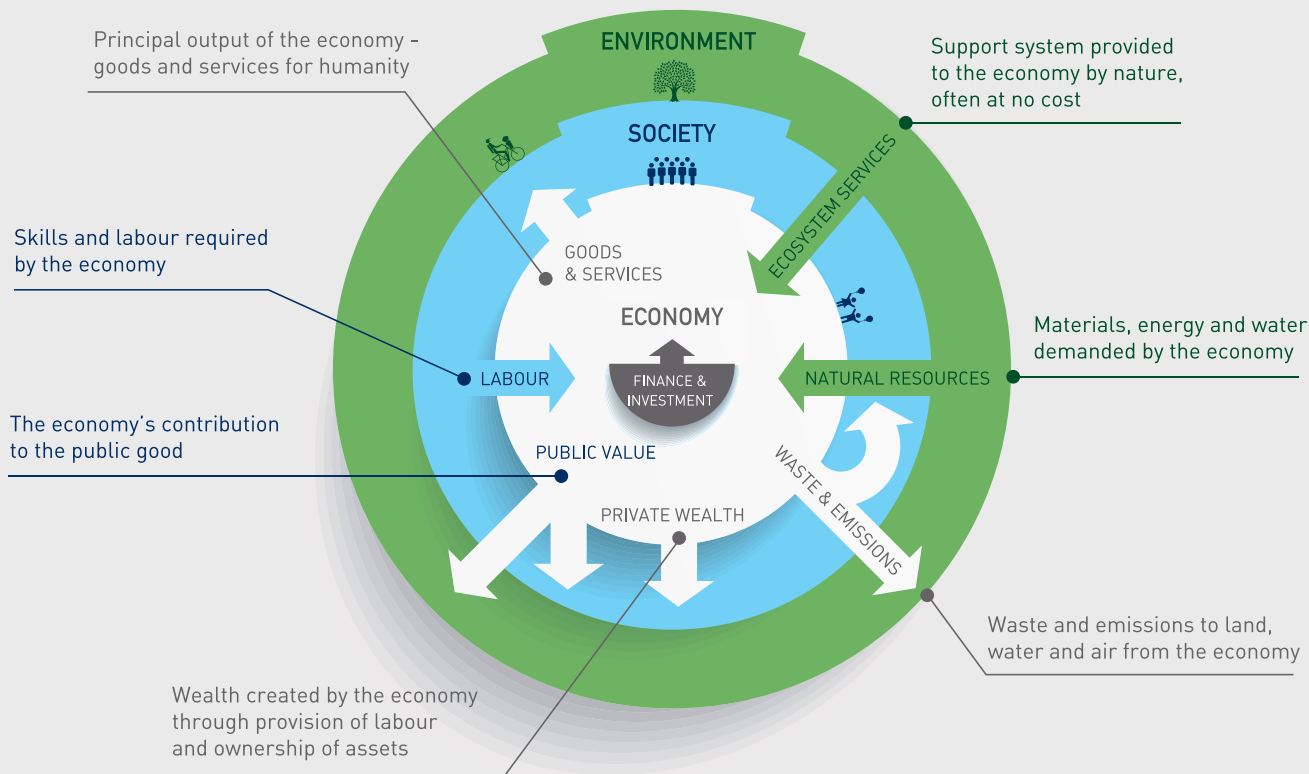 Principal output of the economy -
goods and services for humanity
ENVIRONMENT
Support system provided
to the economy by nature,
often at no cost
SOCIETY
ECOSYSTEM SERVICES
Skills and labour required
by the economy
GOODS
& SERVICES
ECONOMY
Materials, energy and water
demanded by the economy
LABOUR
FINANCE &
INVESTMENT
NATURAL RESOURCES
The economy's contribution
to the public good
PUBLIC VALUE
PRIVATE WEALTH
WASTE & EMISSIONS
Waste and emissions to land,
water and air from the economy
Wealth created by the economy
through provision of labour
and ownership of assets